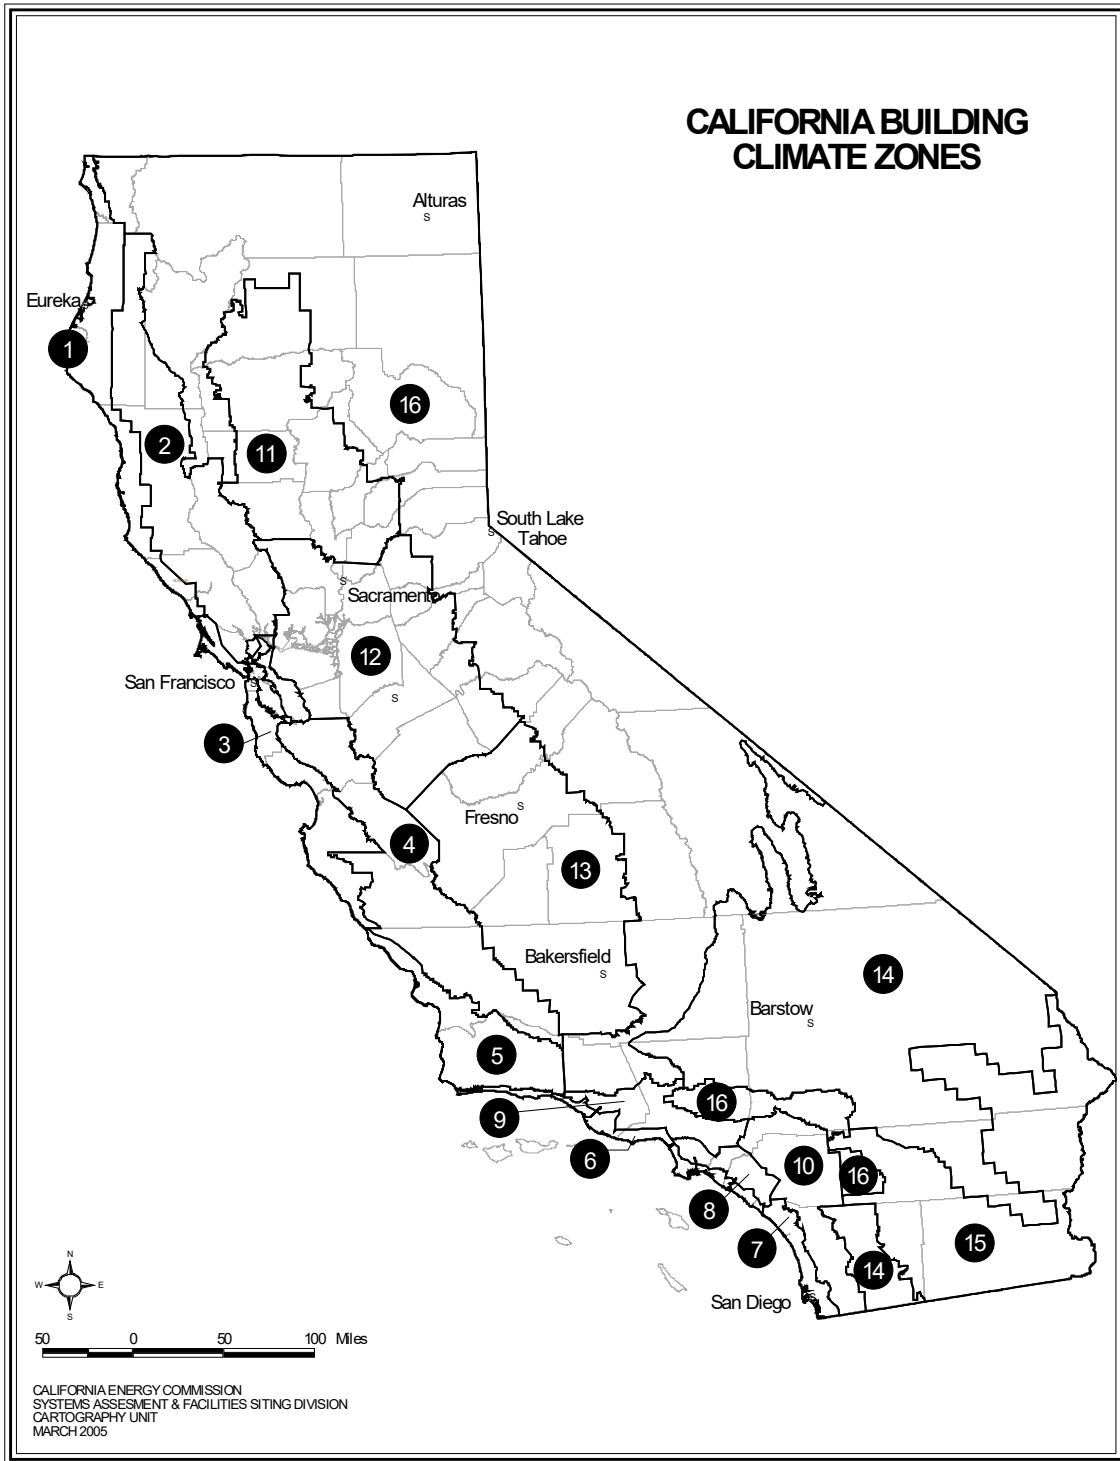 CALIFORNIA BUILDING
CLIMATE ZONES
Alturas
S
Eureka
1
16
2
11
South Lake
Tahoe
S
S
Sacramento
12
San Francisco
S
S
3
Fresno
S
4
13
Bakersfield
S
14
Barstow
S
5
16
9
6
10
16
8
7
15
14
San Diego
S
N
W
E
S
50 0 50 100 Miles
CALIFORNIA ENERGY COMMISSION
SYSTEMS ASSESMENT & FACILITIES SITING DIVISION
CARTOGRAPHY UNIT
MARCH 2005